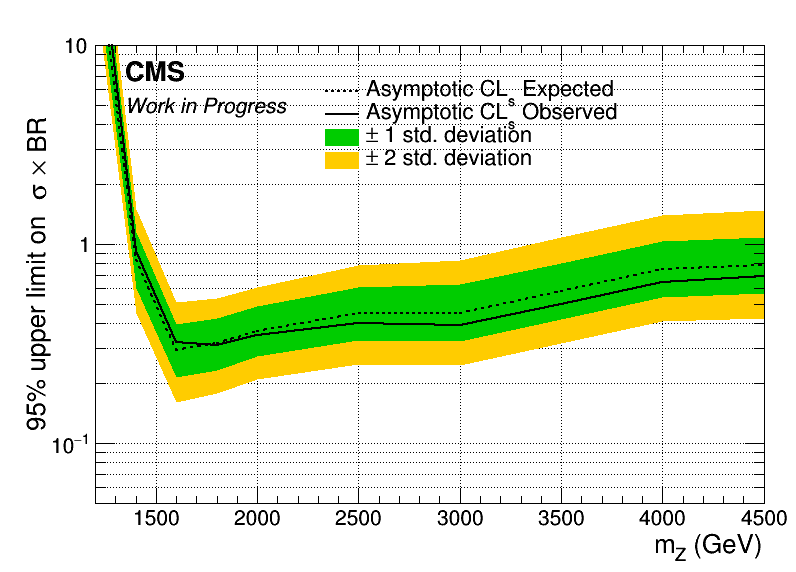 10
CMS
Work in Progress
Asymptotic CLs Expected
Asymptotic CLs Observed
± 1 std. deviation
± 2 std. deviation
1
10⁻¹
95% upper limit on σ × BR
1500 2000 2500 3000 3500 4000 4500
mZ (GeV)